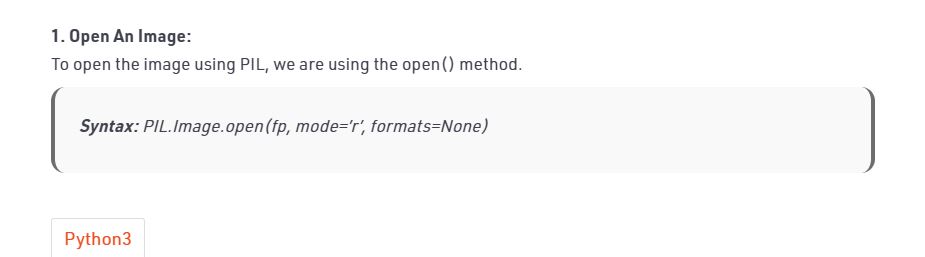 1. Open An Image:
To open the image using PIL, we are using the open() method.
Syntax: PIL.Image.open(fp, mode=’r’, formats=None)
Python3